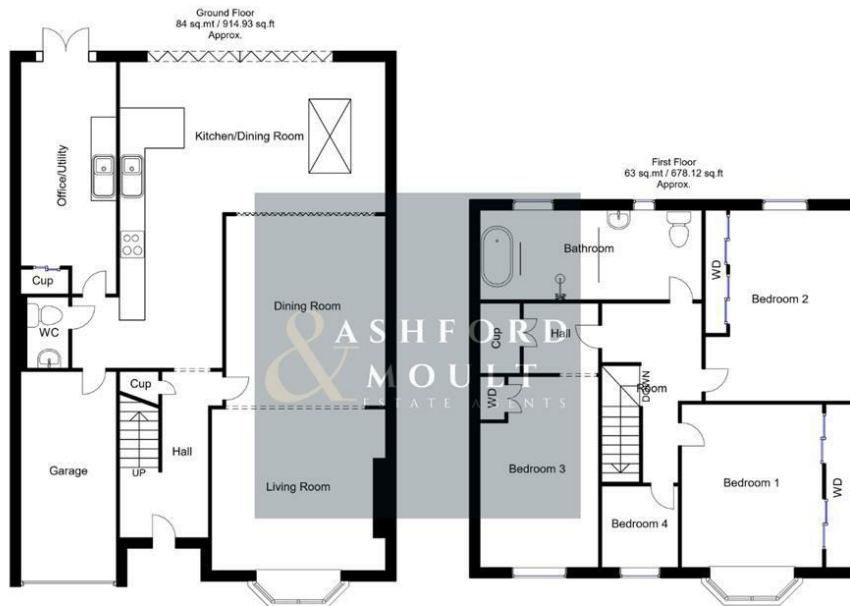 Ground Floor
84 sq.mt / 914.93 sq.ft
Approx.
Kitchen/Dining Room
Office/Utility
Cup
WC
Dining Room
Cup
Garage
UP
Hall
Living Room
First Floor
63 sq.mt / 678.12 sq.ft
Approx.
Bathroom
WD
Bedroom 2
Cup
Hall
Room
DOWN
WD
Bedroom 3
Bedroom 1
WD
Bedroom 4
&
ASHFORD
MOULT
ESTATE AGENTS